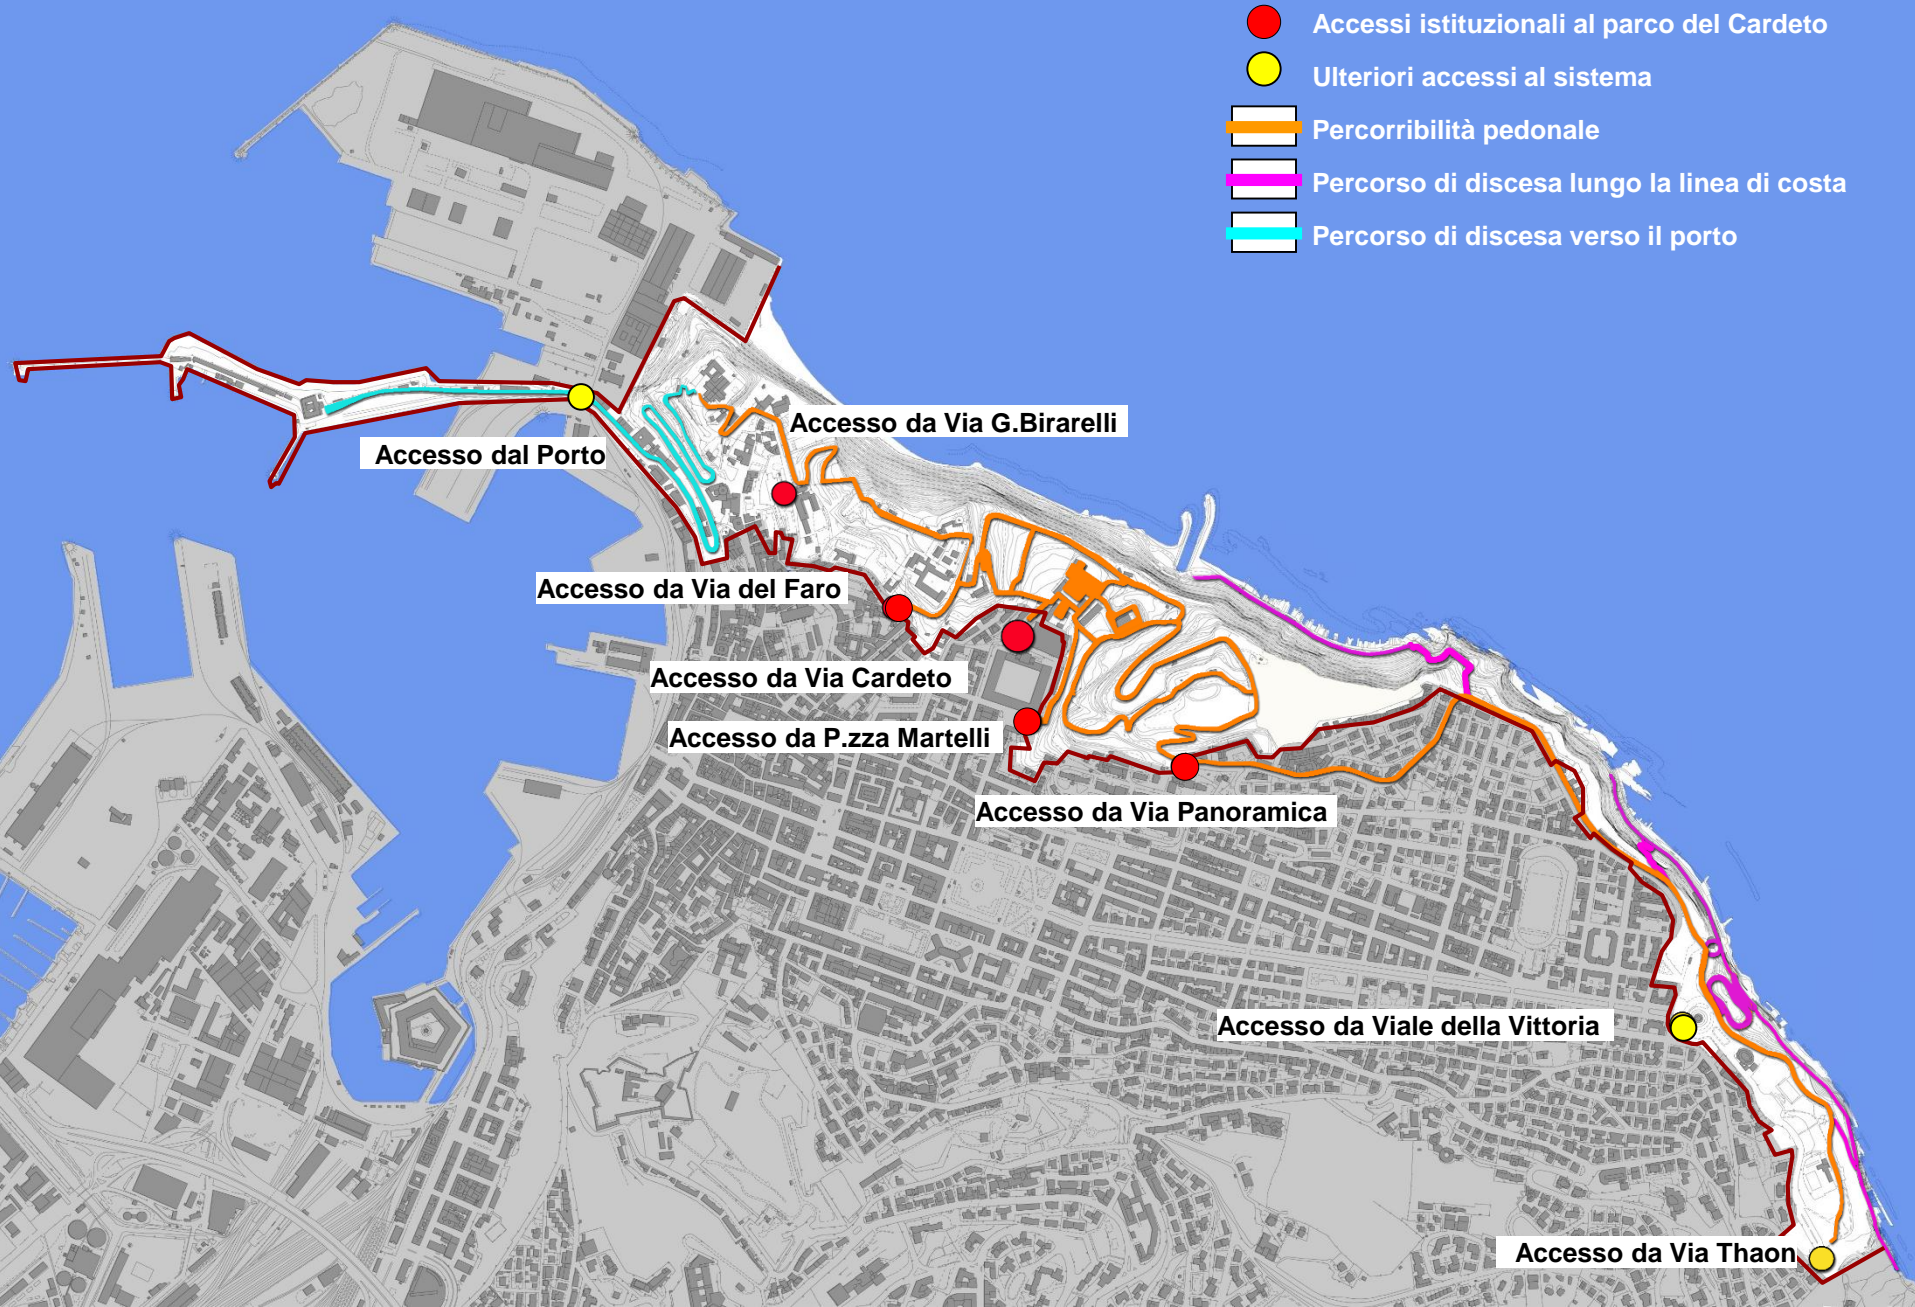 Accessi istituzionali al parco del Cardeto
Ulteriori accessi al sistema
Percorribilità pedonale
Percorso di discesa lungo la linea di costa
Percorso di discesa verso il porto
Accesso da Via G.Birarelli
Accesso dal Porto
Accesso da Via del Faro
Accesso da Via Cardeto
Accesso da P.zza Martelli
Accesso da Via Panoramica
Accesso da Viale della Vittoria
Accesso da Via Thaon